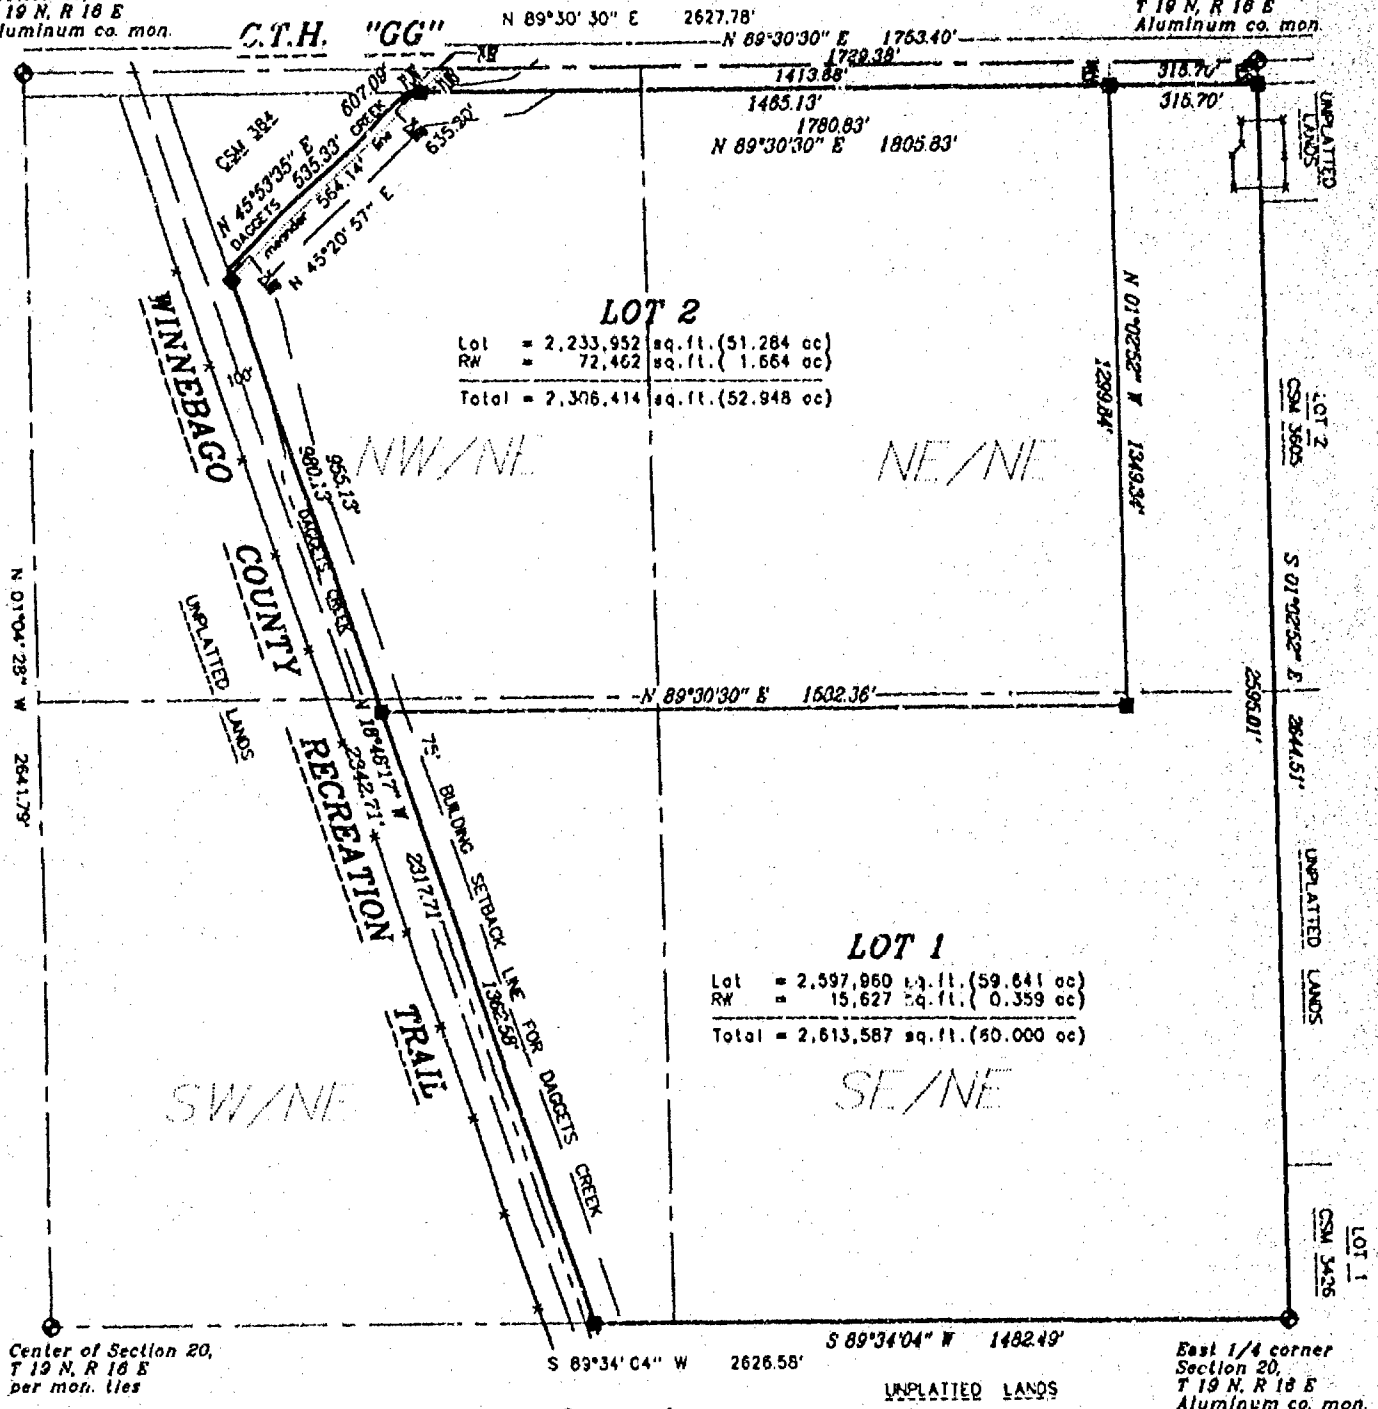 T 19 N, R 16 E
Aluminum co. mon.
C.T.H. "GG"
N 89°30'30" E 2627.78'
T 19 N, R 16 E
Aluminum co. mon.
N 89°30'30" E 1753.40'
1729.38'
1413.88'
315.70'
1465.13'
315.70'
1780.83'
N 89°30'30" E 1805.83'
UNPLATTED
LANDS
CSM 384
607.09'
N 45°53'35" E
535.33'
DAGGETS CREEK
meander line
564.14'
635.20'
N 45°20'57" E
LOT 2
Lot = 2,233,952 sq.ft.(51.284 ac)
RW = 72,462 sq.ft.( 1.664 ac)
Total = 2,306,414 sq.ft.(52.948 ac)
N 01°02'52" W 1349.34'
1299.84'
LOT 2
CSM 3605
WINNEBAGO
100'
NW/NE
NE/NE
955.13'
980.13'
DAGGETS CREEK
COUNTY
UNPLATTED LANDS
N 01°04'28" W 2641.79'
S 01°02'52" E 2644.51'
2595.01'
N 89°30'30" E 1602.36'
N 18°46'17" W
2342.71'
RECREATION
75' BUILDING SETBACK LINE FOR DAGGETS CREEK
2317.71'
1362.58'
UNPLATTED LANDS
LOT 1
Lot = 2,597,960 sq.ft.(59.641 ac)
RW = 15,627 sq.ft.( 0.359 ac)
Total = 2,613,587 sq.ft.(60.000 ac)
TRAIL
SW/NE
SE/NE
LOT 1
CSM 3426
Center of Section 20,
T 19 N, R 16 E
per mon. ties
S 89°34'04" W 2626.58'
S 89°34'04" W 1482.49'
UNPLATTED LANDS
East 1/4 corner
Section 20,
T 19 N, R 16 E
Aluminum co. mon.